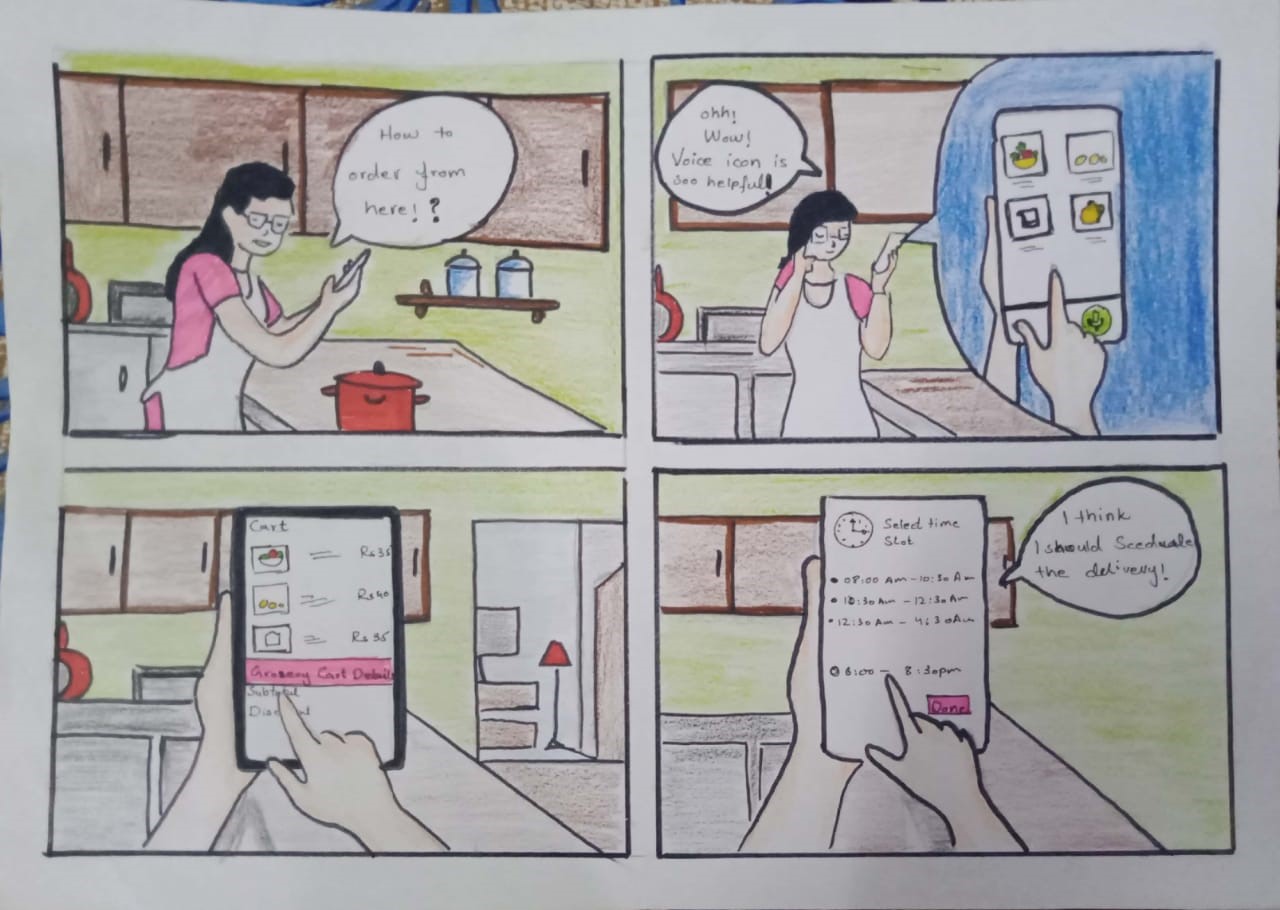 How to
order from
here!?
ohh!
Wow!
Voice icon is
soo helpful!
Cart
Rs 35
Rs 40
Rs 35
Grocery Cart Details
Subtotal
Discount
Select time
Slot
08:00 Am - 10:30 Am
10:30 Am - 12:30 Am
12:30 Am - 4:30 Am
6:00 - 8:30pm
Done
I think
I should Sceduale
the delivery!